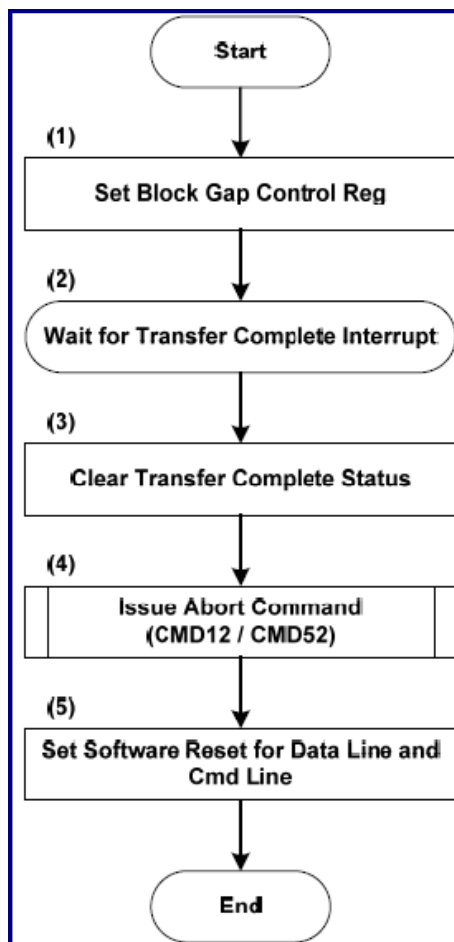 Start
(1)
Set Block Gap Control Reg
(2)
Wait for Transfer Complete Interrupt
(3)
Clear Transfer Complete Status
(4)
Issue Abort Command
(CMD12 / CMD52)
(5)
Set Software Reset for Data Line and
Cmd Line
End